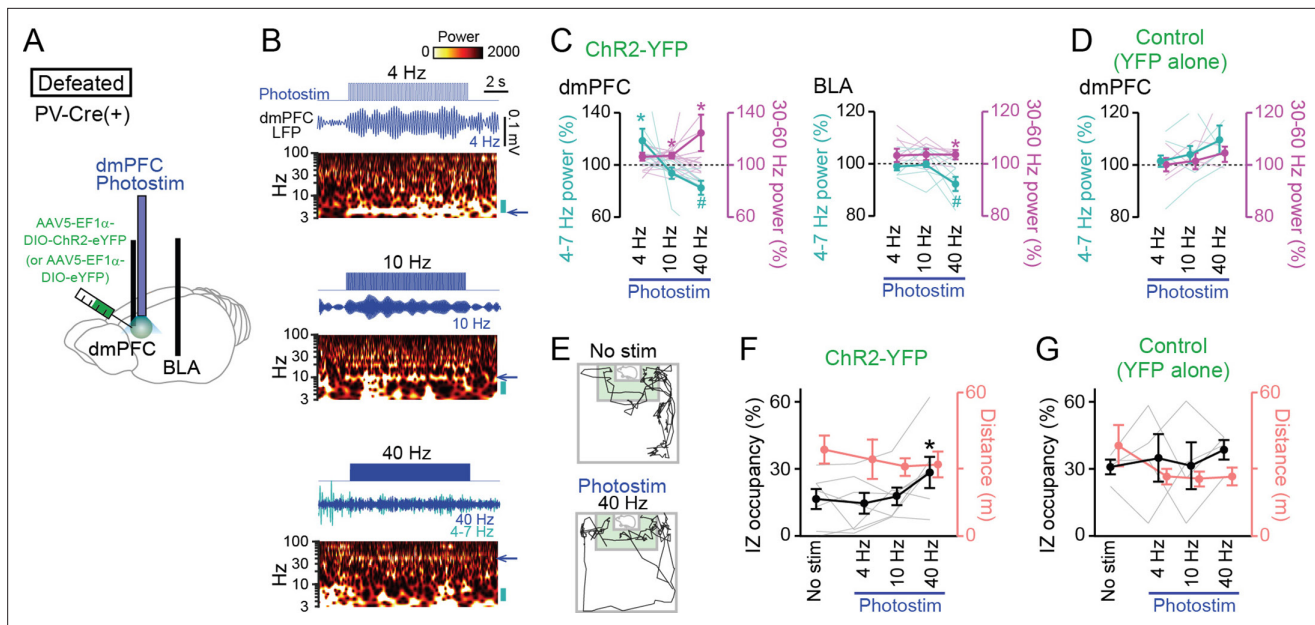 A
Defeated
PV-Cre(+)
dmPFC
Photostim
AAV5-EF1α-
DIO-ChR2-eYFP
(or AAV5-EF1α-
DIO-eYFP)
dmPFC
BLA
B
Power
0 2000
4 Hz
2 s
Photostim
dmPFC
LFP
0.1 mV
4 Hz
100
30
10
3
Hz
10 Hz
10 Hz
100
30
10
3
Hz
40 Hz
40 Hz
4-7 Hz
100
30
10
3
Hz
C
ChR2-YFP
dmPFC
4-7 Hz power (%)
140
100
60
* * *
#
140
100
60
30-60 Hz power (%)
4 Hz
10 Hz
40 Hz
Photostim
BLA
4-7 Hz power (%)
120
100
80
*
#
120
100
80
30-60 Hz power (%)
4 Hz
10 Hz
40 Hz
Photostim
D
Control
(YFP alone)
dmPFC
4-7 Hz power (%)
120
100
80
120
100
80
30-60 Hz power (%)
4 Hz
10 Hz
40 Hz
Photostim
E
No stim
Photostim
40 Hz
F
ChR2-YFP
IZ occupancy (%)
60
30
0
*
60
0
Distance (m)
No stim
4 Hz
10 Hz
40 Hz
Photostim
G
Control
(YFP alone)
IZ occupancy (%)
60
30
0
60
0
Distance (m)
No stim
4 Hz
10 Hz
40 Hz
Photostim